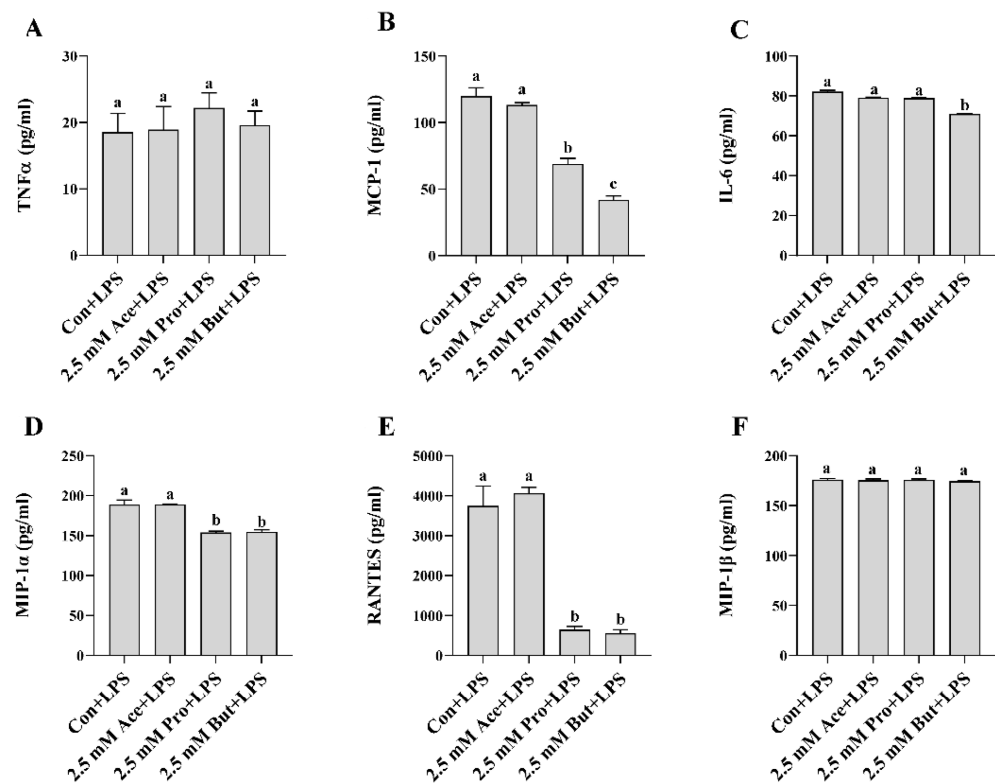 A
TNFα (pg/ml)
30
20
10
0
a
a
a
a
Con+LPS
2.5 mM Ace+LPS
2.5 mM Pro+LPS
2.5 mM But+LPS
B
MCP-1 (pg/ml)
150
100
50
0
a
a
b
c
Con+LPS
2.5 mM Ace+LPS
2.5 mM Pro+LPS
2.5 mM But+LPS
C
IL-6 (pg/ml)
100
80
60
40
20
0
a
a
a
b
Con+LPS
2.5 mM Ace+LPS
2.5 mM Pro+LPS
2.5 mM But+LPS
D
MIP-1α (pg/ml)
250
200
150
100
50
0
a
a
b
b
Con+LPS
2.5 mM Ace+LPS
2.5 mM Pro+LPS
2.5 mM But+LPS
E
RANTES (pg/ml)
5000
4000
3000
2000
1000
0
a
a
b
b
Con+LPS
2.5 mM Ace+LPS
2.5 mM Pro+LPS
2.5 mM But+LPS
F
MIP-1β (pg/ml)
200
150
100
50
0
a
a
a
a
Con+LPS
2.5 mM Ace+LPS
2.5 mM Pro+LPS
2.5 mM But+LPS